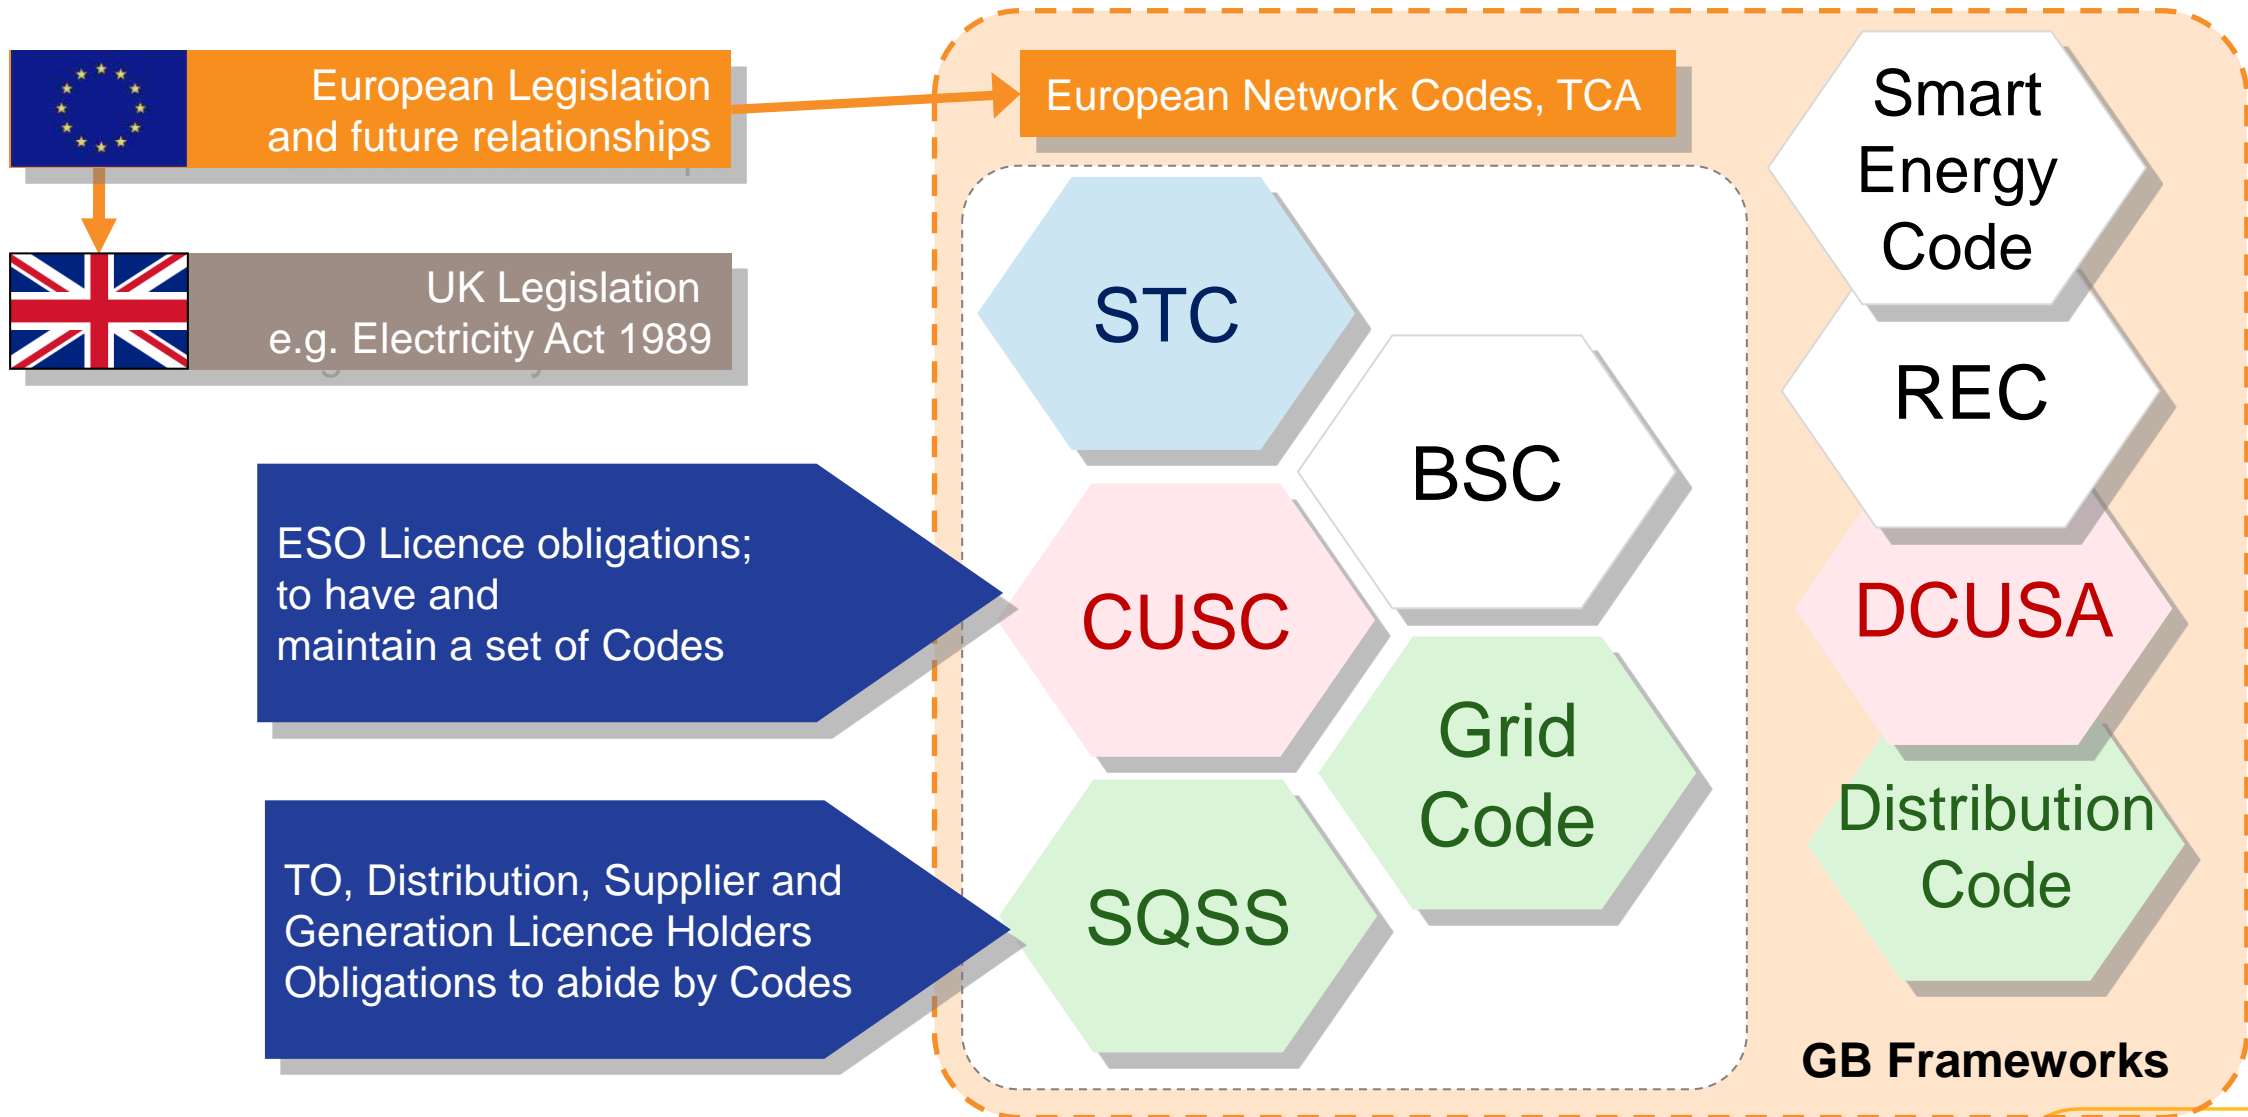 European Legislation
and future relationships
UK Legislation
e.g. Electricity Act 1989
ESO Licence obligations;
to have and
maintain a set of Codes
TO, Distribution, Supplier and
Generation Licence Holders
Obligations to abide by Codes
European Network Codes, TCA
STC
BSC
CUSC
Grid
Code
SQSS
Smart
Energy
Code
REC
DCUSA
Distribution
Code
GB Frameworks